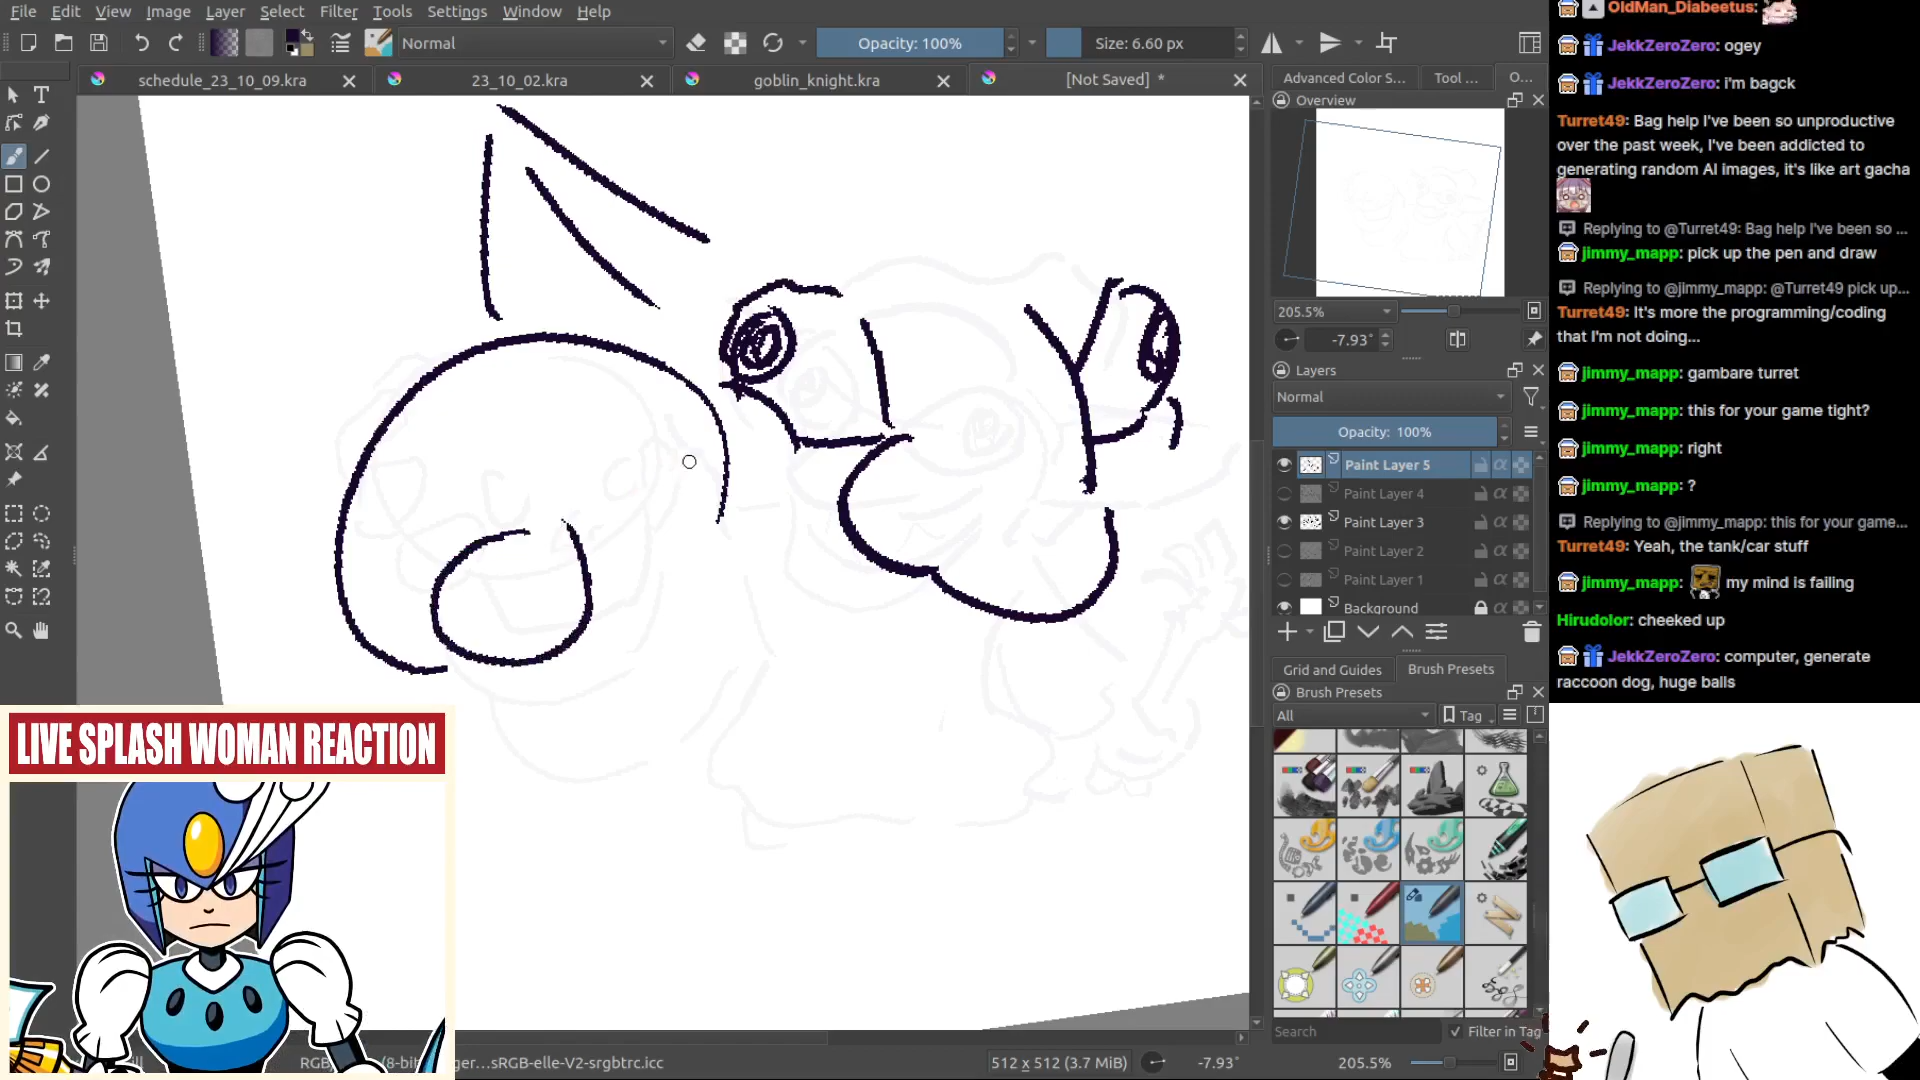 File Edit View Image Layer Select Filter Tools Settings Window Help
Normal Opacity: 100% Size: 6.60 px
schedule_23_10_09.kra 23_10_02.kra goblin_knight.kra [Not Saved] *
Advanced Color S... Tool ... O...
Overview
205.5%
-7.93°
Layers
Normal
Opacity: 100%
Paint Layer 5
Paint Layer 4
Paint Layer 3
Paint Layer 2
Paint Layer 1
Background
Grid and Guides Brush Presets
Brush Presets
All Tag
Search Filter in Tag
RGB (8-bit ger...sRGB-elle-V2-srgbtrc.icc 512 x 512 (3.7 MiB) -7.93° 205.5%
LIVE SPLASH WOMAN REACTION
OldMan_Diabeetus:
JekkZeroZero: ogey
JekkZeroZero: i'm bagck
Turret49: Bag help I've been so unproductive
over the past week, I've been addicted to
generating random AI images, it's like art gacha
Replying to @Turret49: Bag help I've been so ...
jimmy_mapp: pick up the pen and draw
Replying to @jimmy_mapp: @Turret49 pick up...
Turret49: It's more the programming/coding
that I'm not doing...
jimmy_mapp: gambare turret
jimmy_mapp: this for your game tight?
jimmy_mapp: right
jimmy_mapp: ?
Replying to @jimmy_mapp: this for your game...
Turret49: Yeah, the tank/car stuff
jimmy_mapp: my mind is failing
Hirudolor: cheeked up
JekkZeroZero: computer, generate
raccoon dog, huge balls